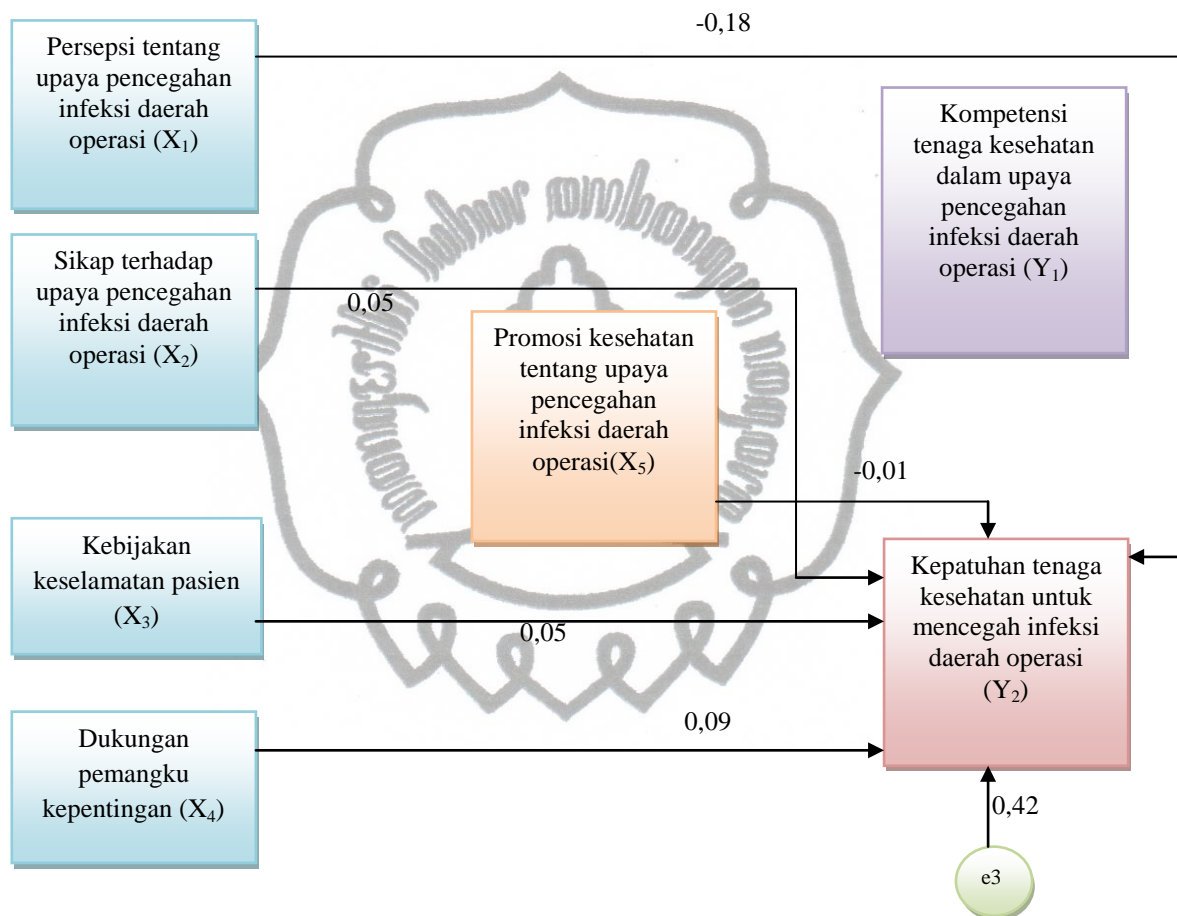 -0,18
Persepsi tentang
upaya pencegahan
infeksi daerah
operasi (X₁)
Kompetensi
tenaga kesehatan
dalam upaya
pencegahan
infeksi daerah
operasi (Y₁)
Sikap terhadap
upaya pencegahan
infeksi daerah
operasi (X₂)
0,05
Promosi kesehatan
tentang upaya
pencegahan
infeksi daerah
operasi(X₅)
-0,01
Kebijakan
keselamatan pasien
(X₃)
0,05
Kepatuhan tenaga
kesehatan untuk
mencegah infeksi
daerah operasi
(Y₂)
Dukungan
pemangku
kepentingan (X₄)
0,09
0,42
e3